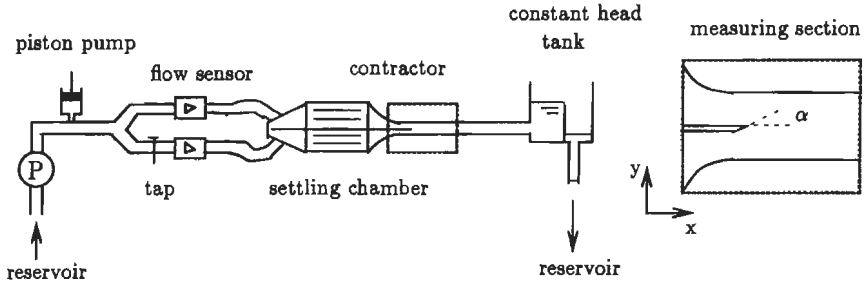 constant head
tank
measuring section
piston pump
flow sensor
contractor
α
P
tap
settling chamber
y
x
reservoir
reservoir